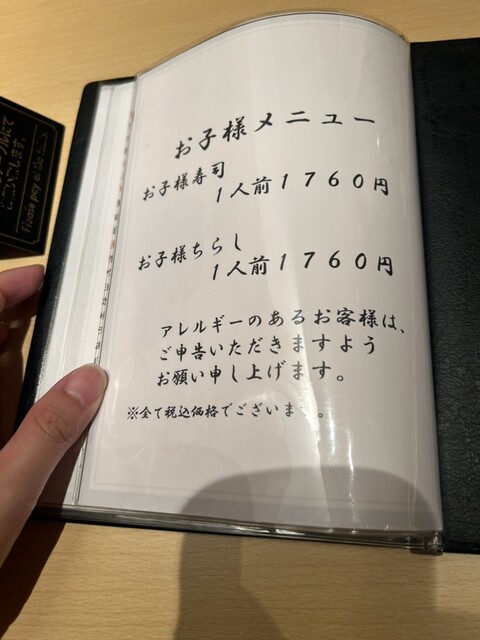 お子様メニュー
お子様寿司
1人前1760円
お子様ちらし
1人前1760円
アレルギーのあるお客様は、
ご申告いただきますよう
お願い申し上げます。
※全て税込価格でございます。
Please pay a